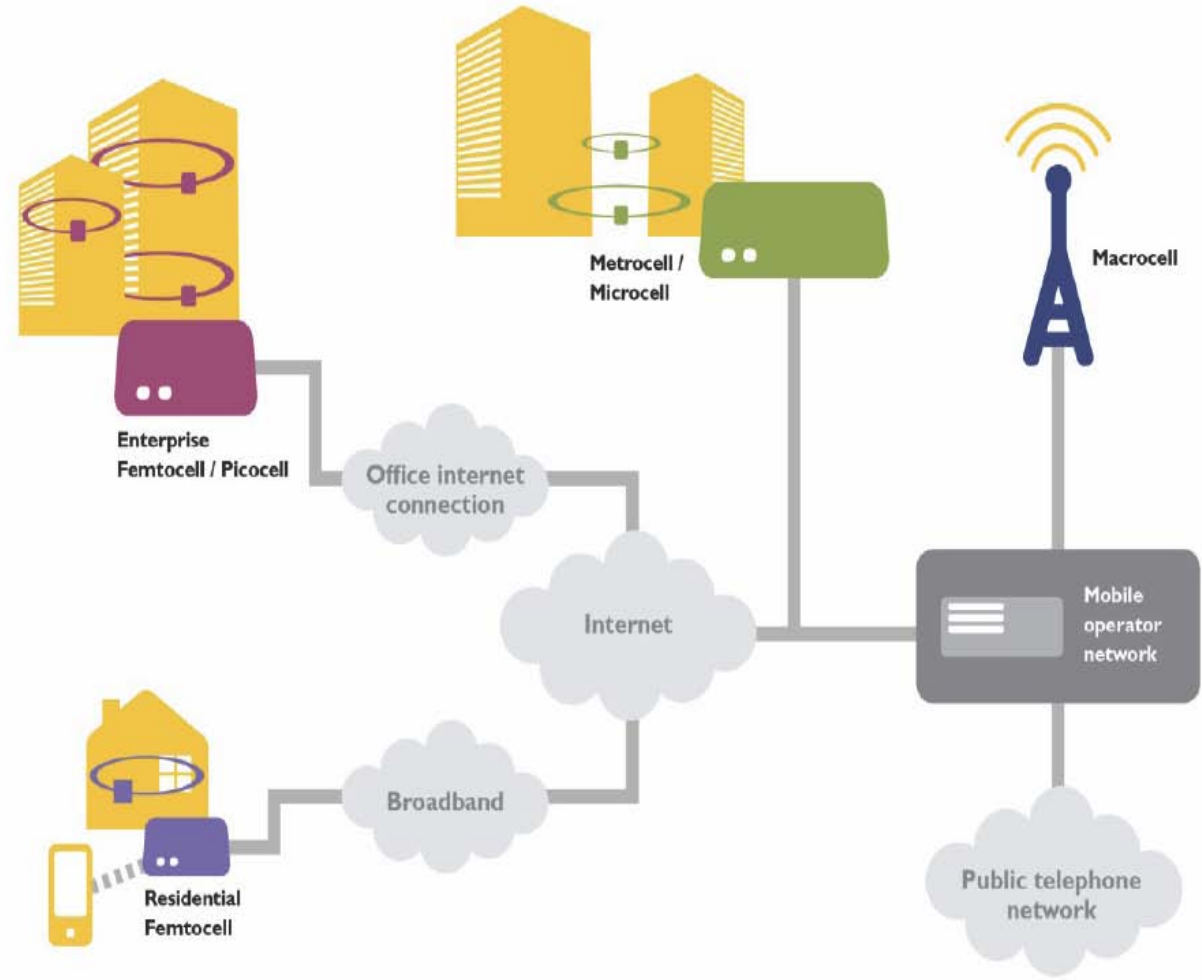 Metrocell /
Microcell
Macrocell
Enterprise
Femtocell / Picocell
Office internet
connection
Internet
Mobile
operator
network
Broadband
Residential
Femtocell
Public telephone
network